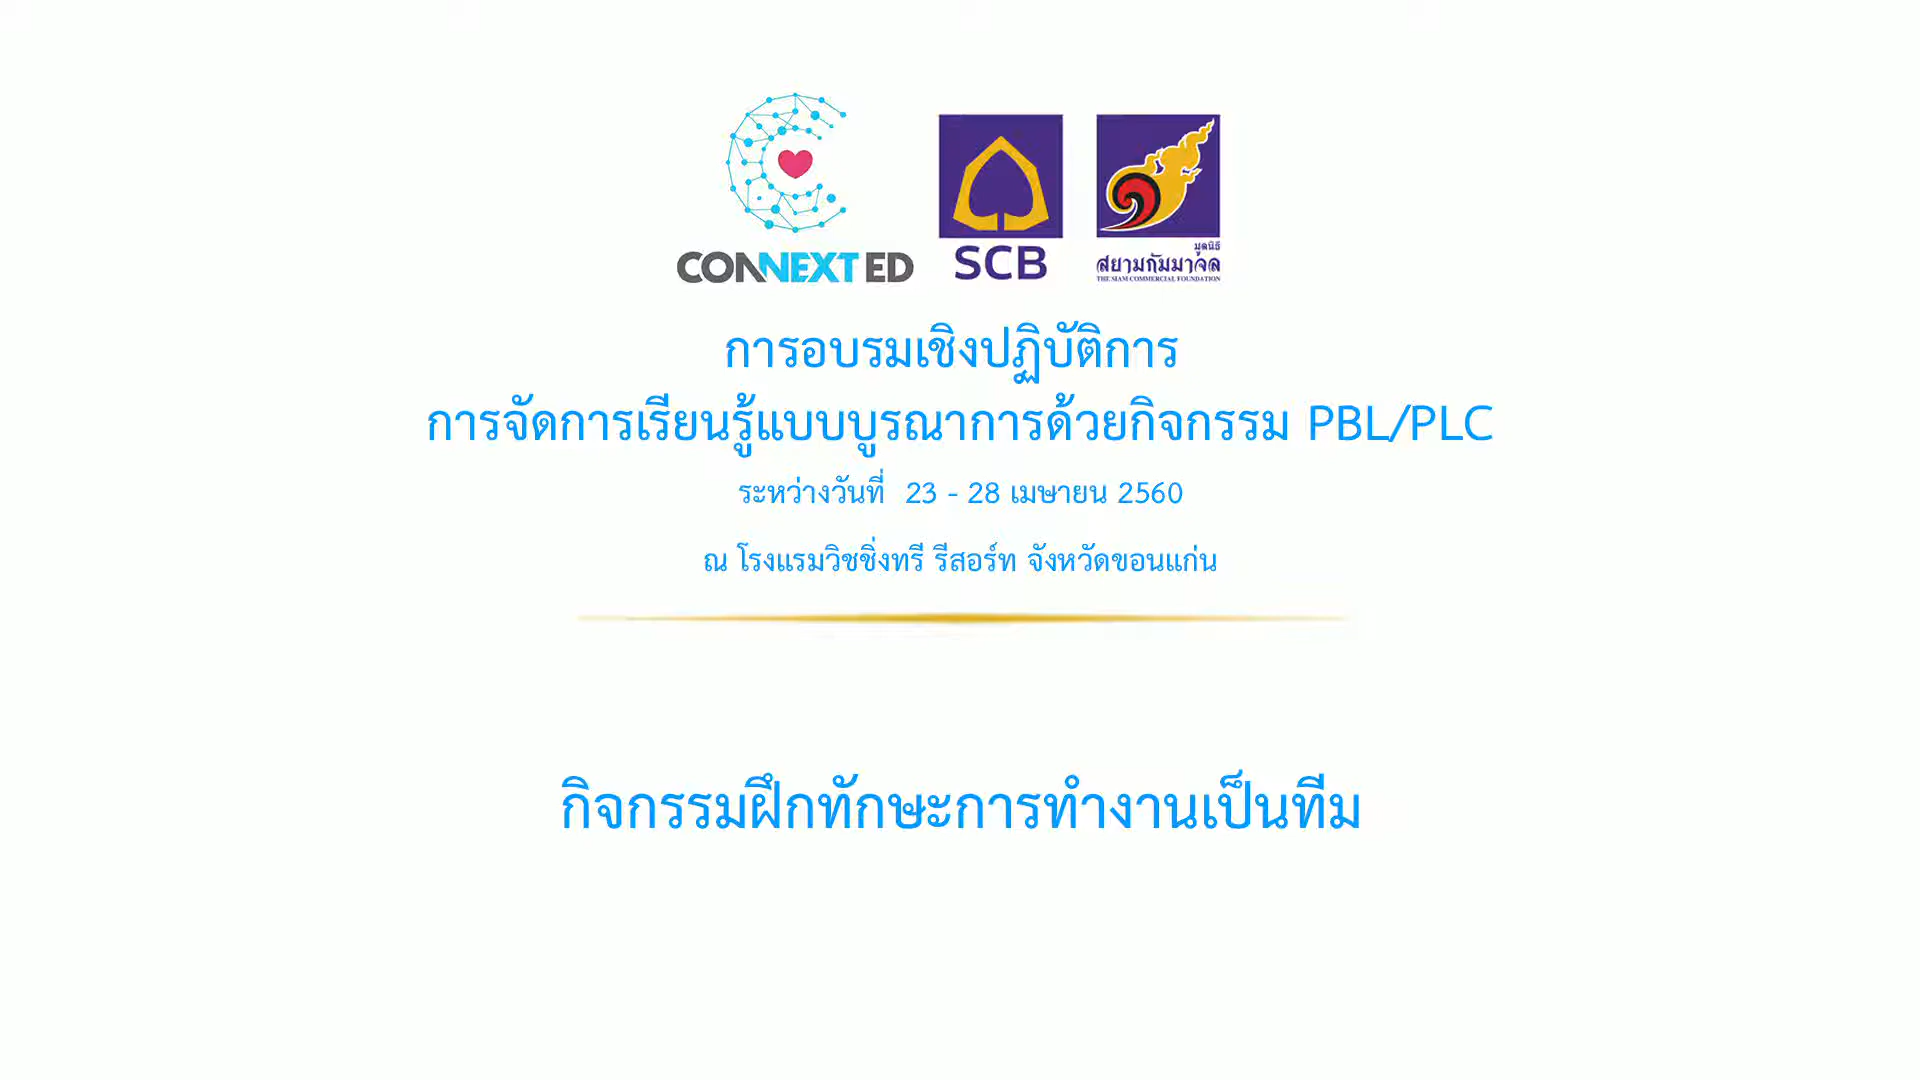 CONNEXT ED
SCB
มูลนิธิ
สยามกัมมาจล
THE SIAM COMMERCIAL FOUNDATION
การอบรมเชิงปฏิบัติการ
การจัดการเรียนรู้แบบบูรณาการด้วยกิจกรรม PBL/PLC
ระหว่างวันที่ 23 - 28 เมษายน 2560
ณ โรงแรมวิชชิ่งทรี รีสอร์ท จังหวัดขอนแก่น
กิจกรรมฝึกทักษะการทำงานเป็นทีม